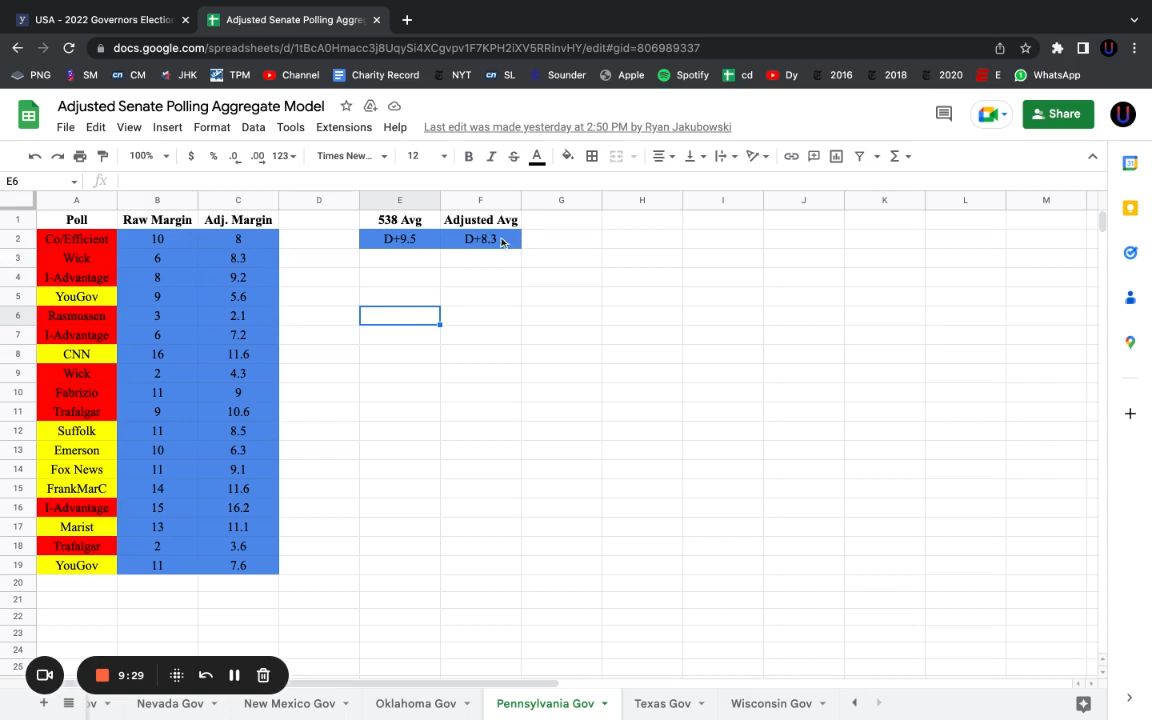 USA - 2022 Governors Election
Adjusted Senate Polling Aggre
docs.google.com/spreadsheets/d/1tBcA0Hmacc3j8UqySi4XCgvpv1F7KPH2iXV5RRinvHY/edit#gid=806989337
PNG SM CM JHK TPM Channel Charity Record NYT SL Sounder Apple Spotify cd Dy 2016 2018 2020 E WhatsApp
Adjusted Senate Polling Aggregate Model
Share
File Edit View Insert Format Data Tools Extensions Help Last edit was made yesterday at 2:50 PM by Ryan Jakubowski
100% $ % .0 .00 123 Times New... 12 B I S A
E6 fx
A B C D E F G H I J K L M
1 Poll Raw Margin Adj. Margin 538 Avg Adjusted Avg
2 Co/Efficient 10 8 D+9.5 D+8.3
3 Wick 6 8.3
4 I-Advantage 8 9.2
5 YouGov 9 5.6
6 Rasmussen 3 2.1
7 I-Advantage 6 7.2
8 CNN 16 11.6
9 Wick 2 4.3
10 Fabrizio 11 9
11 Trafalgar 9 10.6
12 Suffolk 11 8.5
13 Emerson 10 6.3
14 Fox News 11 9.1
15 FrankMarC 14 11.6
16 I-Advantage 15 16.2
17 Marist 13 11.1
18 Trafalgar 2 3.6
19 YouGov 11 7.6
20
21
22
23
24
25
9:29
ov Nevada Gov New Mexico Gov Oklahoma Gov Pennsylvania Gov Texas Gov Wisconsin Gov